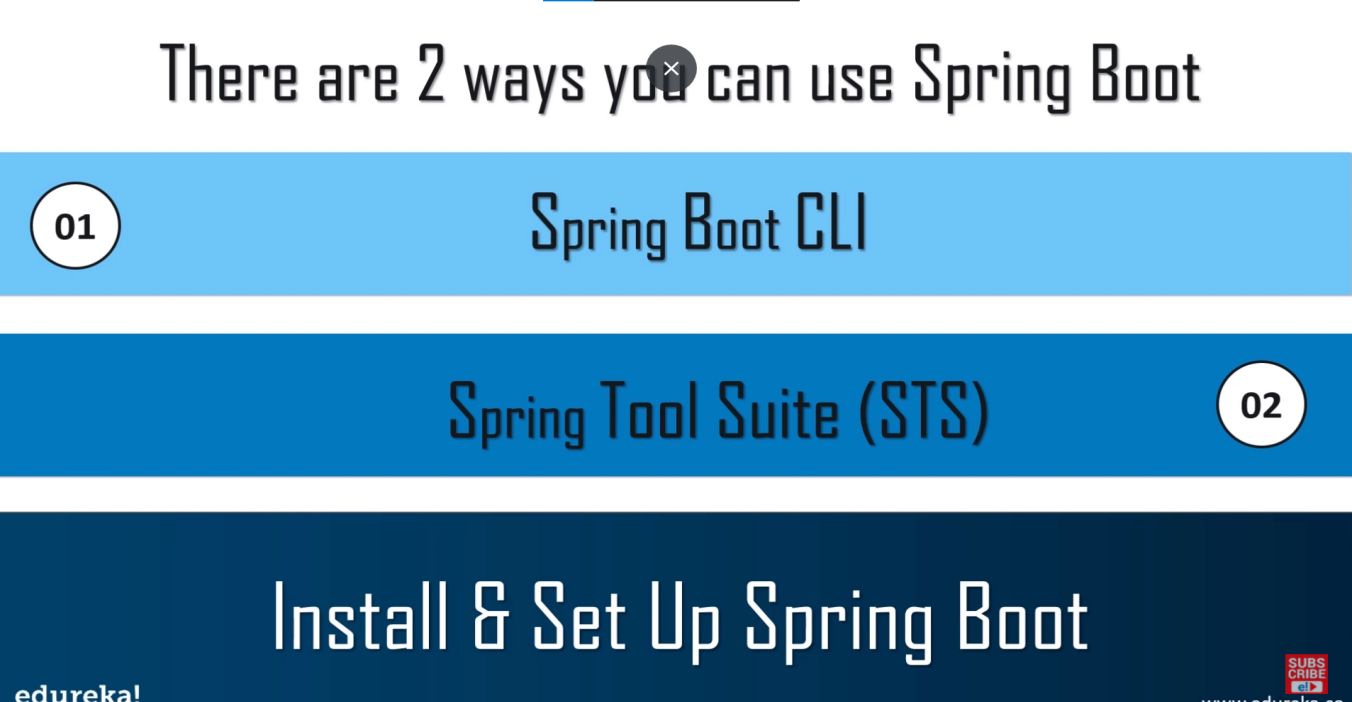 There are 2 ways you can use Spring Boot
01
Spring Boot CLI
Spring Tool Suite (STS)
02
Install & Set Up Spring Boot
SUBS
CRIBE
e!
edureka!